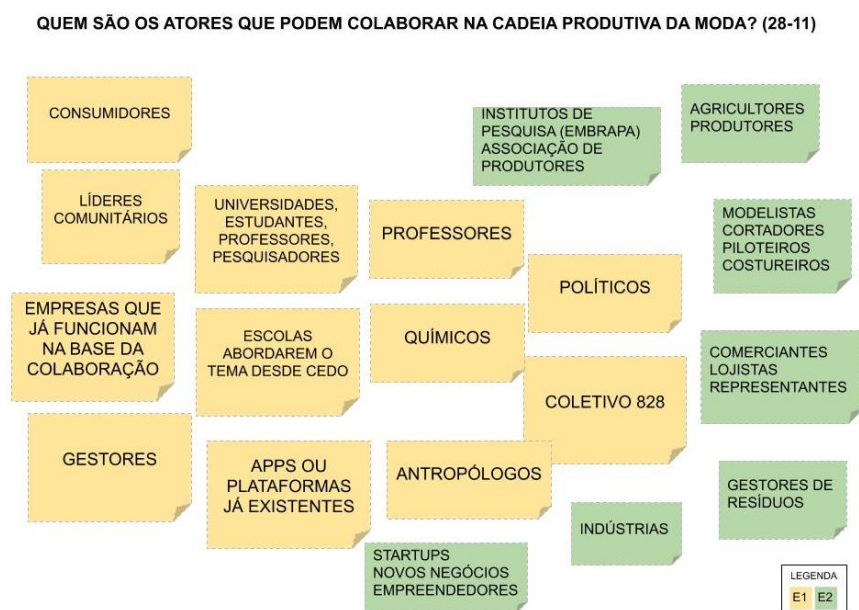 QUEM SÃO OS ATORES QUE PODEM COLABORAR NA CADEIA PRODUTIVA DA MODA? (28-11)
CONSUMIDORES
INSTITUTOS DE
PESQUISA (EMBRAPA)
ASSOCIAÇÃO DE
PRODUTORES
AGRICULTORES
PRODUTORES
LÍDERES
COMUNITÁRIOS
UNIVERSIDADES,
ESTUDANTES,
PROFESSORES,
PESQUISADORES
PROFESSORES
MODELISTAS
CORTADORES
PILOTEIROS
COSTUREIROS
POLÍTICOS
EMPRESAS QUE
JÁ FUNCIONAM
NA BASE DA
COLABORAÇÃO
ESCOLAS
ABORDAREM O
TEMA DESDE CEDO
QUÍMICOS
COMERCIANTES
LOJISTAS
REPRESENTANTES
COLETIVO 828
GESTORES
APPS OU
PLATAFORMAS
JÁ EXISTENTES
ANTROPÓLOGOS
GESTORES DE
RESÍDUOS
INDÚSTRIAS
STARTUPS
NOVOS NEGÓCIOS
EMPREENDEDORES
LEGENDA
E1 E2